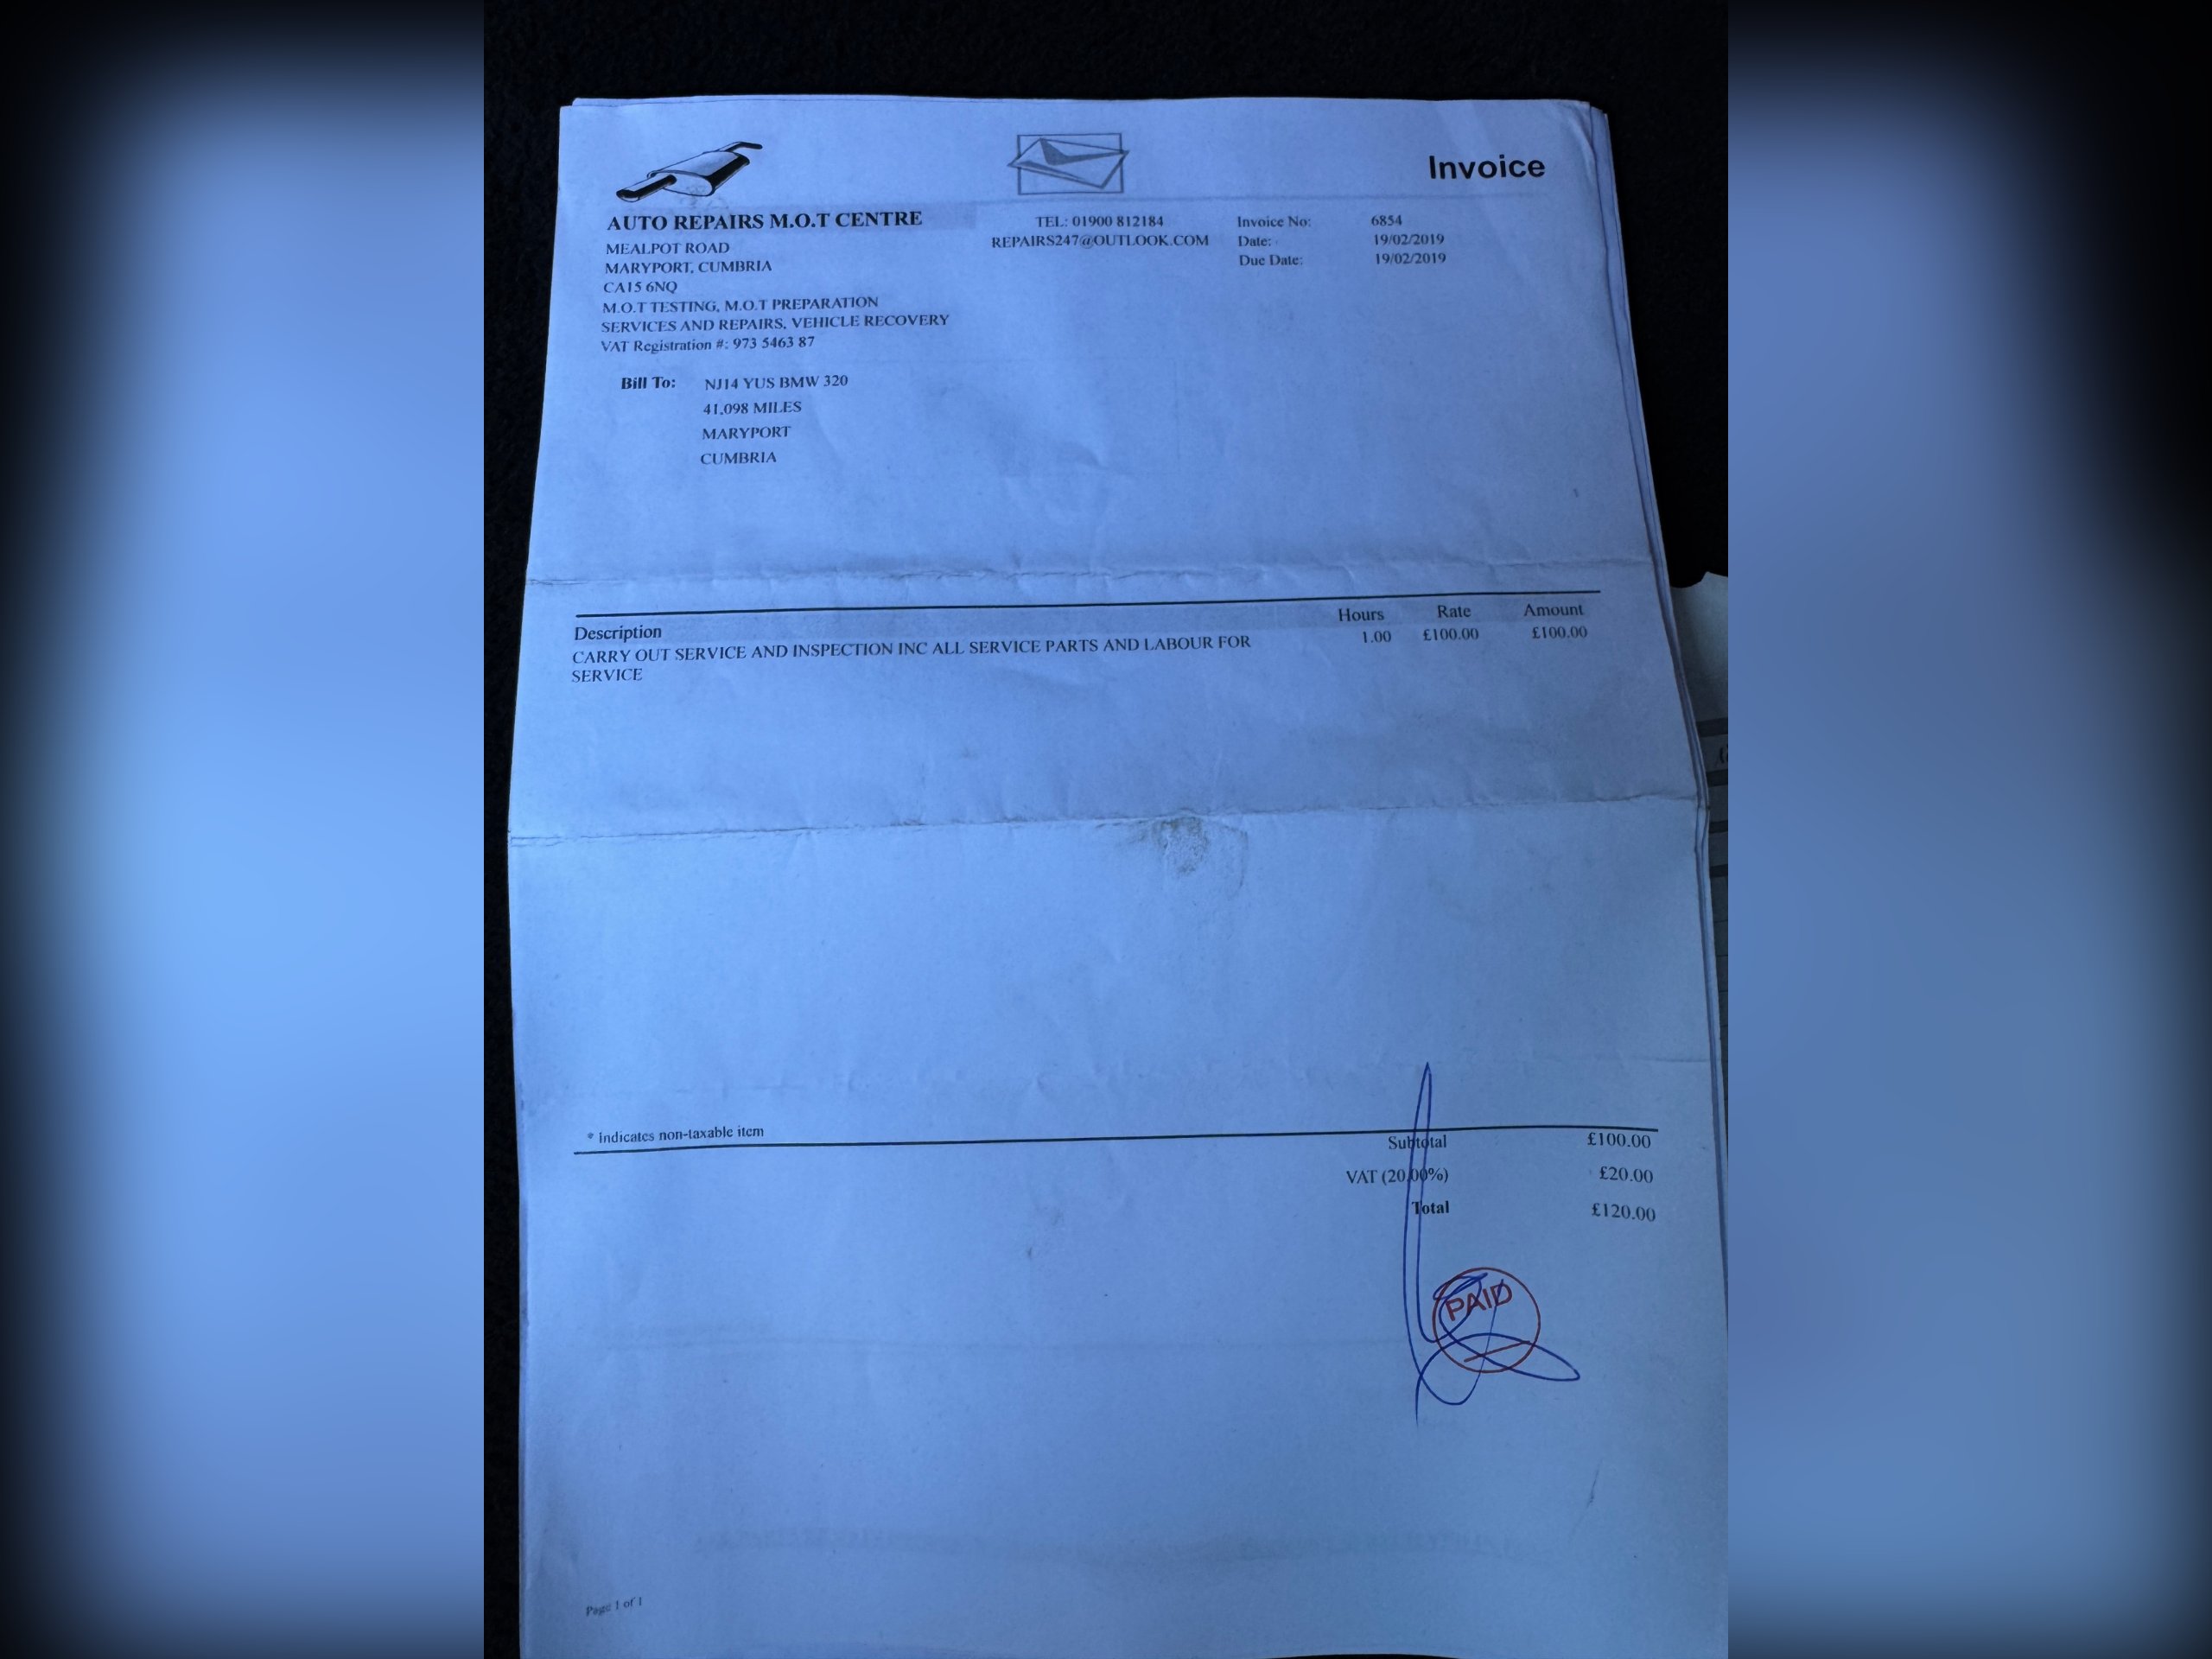 Invoice
AUTO REPAIRS M.O.T CENTRE
MEALPOT ROAD
MARYPORT, CUMBRIA
CA15 6NQ
M.O.T TESTING, M.O.T PREPARATION
SERVICES AND REPAIRS, VEHICLE RECOVERY
VAT Registration #: 973 5463 87
TEL: 01900 812184
REPAIRS247@OUTLOOK.COM
Invoice No: 6854
Date: 19/02/2019
Due Date: 19/02/2019
Bill To: NJ14 YUS BMW 320
41,098 MILES
MARYPORT
CUMBRIA
Description Hours Rate Amount
CARRY OUT SERVICE AND INSPECTION INC ALL SERVICE PARTS AND LABOUR FOR 1.00 £100.00 £100.00
SERVICE
* Indicates non-taxable item
Subtotal £100.00
VAT (20.00%) £20.00
Total £120.00
PAID
Page 1 of 1